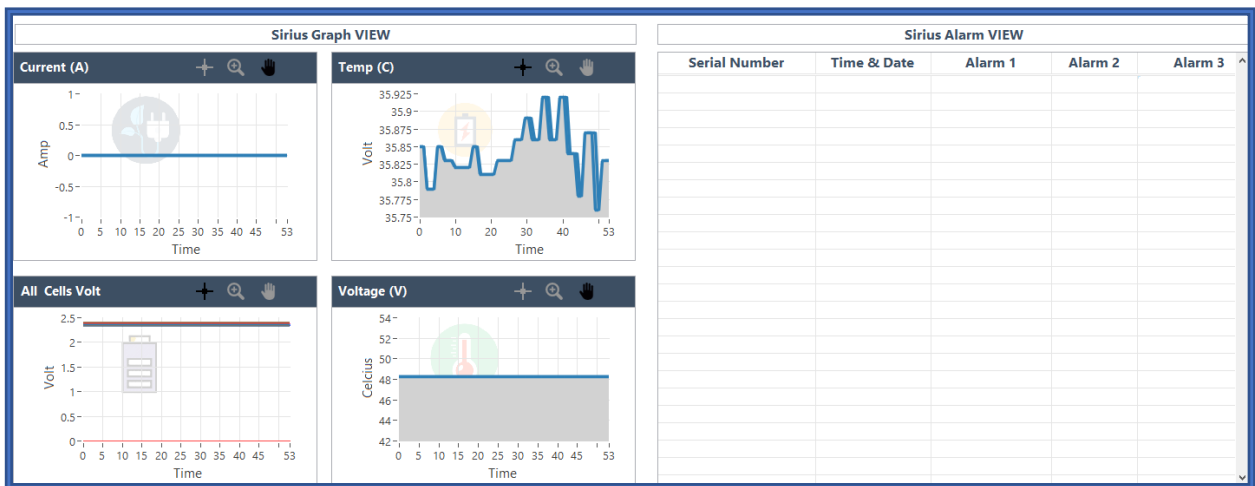 Sirius Graph VIEW
Sirius Alarm VIEW
Current (A)
Amp
1
0.5
0
-0.5
-1
0 5 10 15 20 25 30 35 40 45 53
Time
Temp (C)
Volt
35.925
35.9
35.875
35.85
35.825
35.8
35.775
35.75
0 10 20 30 40 53
Time
All Cells Volt
Volt
2.5
2
1.5
1
0.5
0
0 5 10 15 20 25 30 35 40 45 53
Time
Voltage (V)
Celcius
54
52
50
48
46
44
42
0 5 10 15 20 25 30 35 40 45 53
Time
Serial Number Time & Date Alarm 1 Alarm 2 Alarm 3